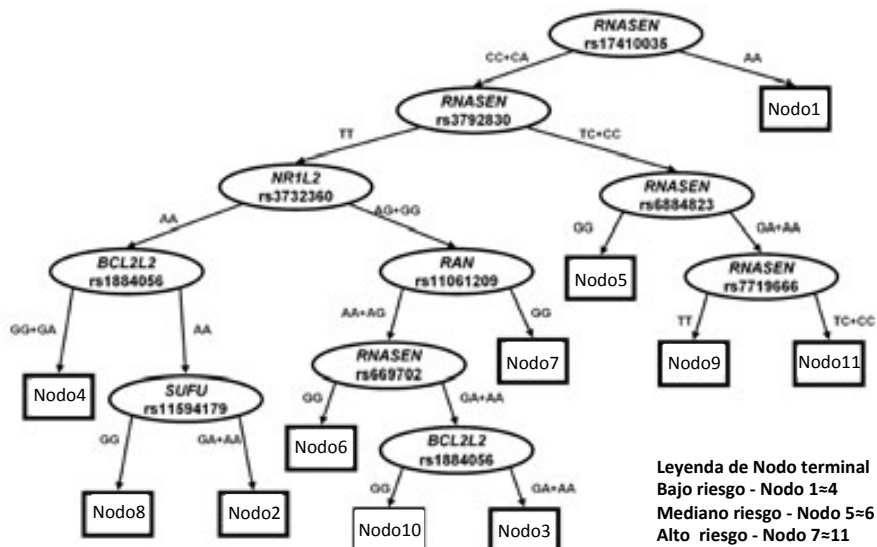 RNASEN
rs17410035
CC+CA
AA
RNASEN
rs3792830
Nodo1
TT
TC+CC
NR1L2
rs3732360
RNASEN
rs6884823
AA
AG+GG
GG
GA+AA
BCL2L2
rs1884056
RAN
rs11061209
Nodo5
RNASEN
rs7719666
GG+GA
AA
AA+AG
GG
TT
TC+CC
Nodo4
SUFU
rs11594179
RNASEN
rs669702
Nodo7
Nodo9
Nodo11
GG
GA+AA
GG
GA+AA
Nodo6
BCL2L2
rs1884056
Nodo8
Nodo2
GG
GA+AA
Nodo10
Nodo3
Leyenda de Nodo terminal
Bajo riesgo - Nodo 1≈4
Mediano riesgo - Nodo 5≈6
Alto riesgo - Nodo 7≈11